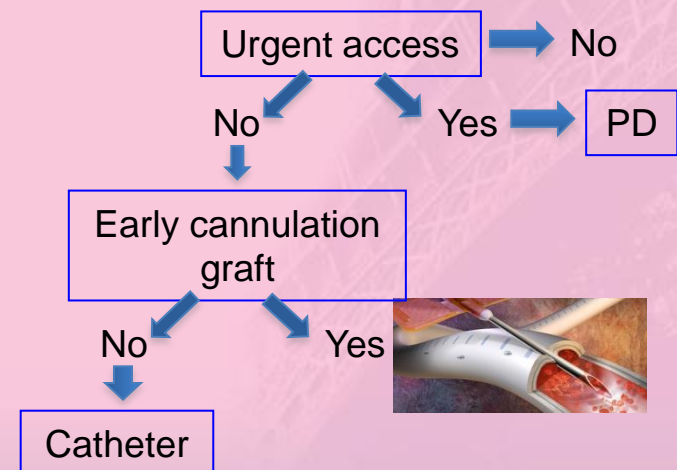 Urgent access
No
No
Yes
PD
Early cannulation
graft
No
Yes
Catheter